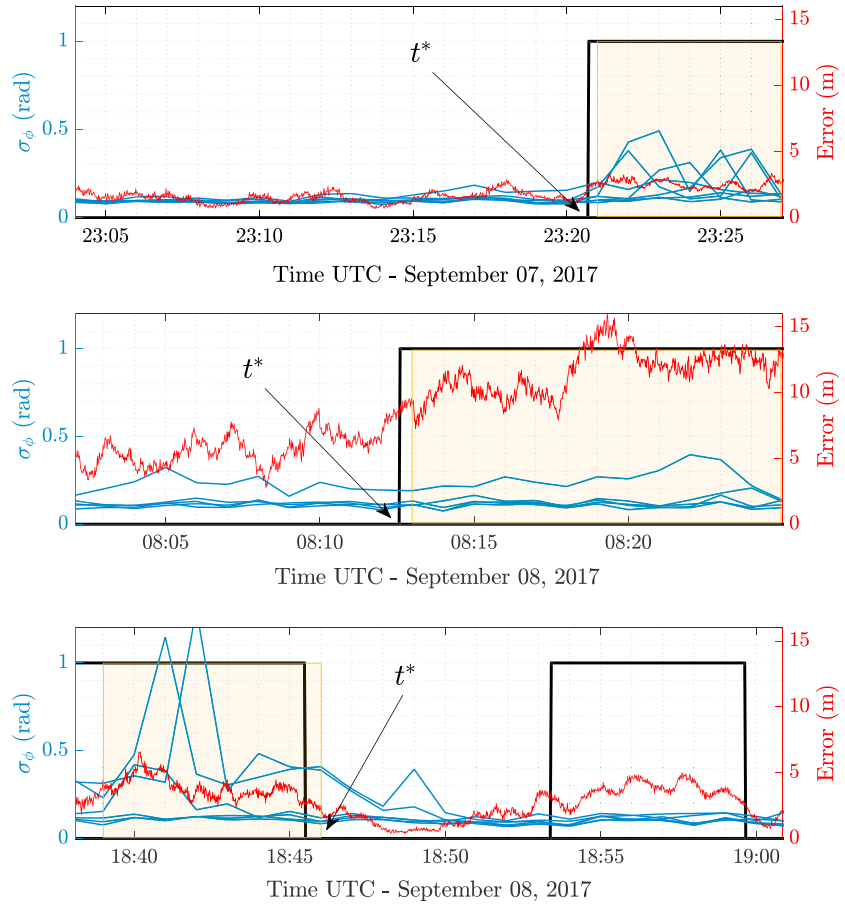 t*
1
0.5
0
σϕ (rad)
15
10
5
0
Error (m)
23:05 23:10 23:15 23:20 23:25
Time UTC - September 07, 2017
t*
1
0.5
0
σϕ (rad)
15
10
5
0
Error (m)
08:05 08:10 08:15 08:20
Time UTC - September 08, 2017
t*
1
0.5
0
σϕ (rad)
15
10
5
0
Error (m)
18:40 18:45 18:50 18:55 19:00
Time UTC - September 08, 2017